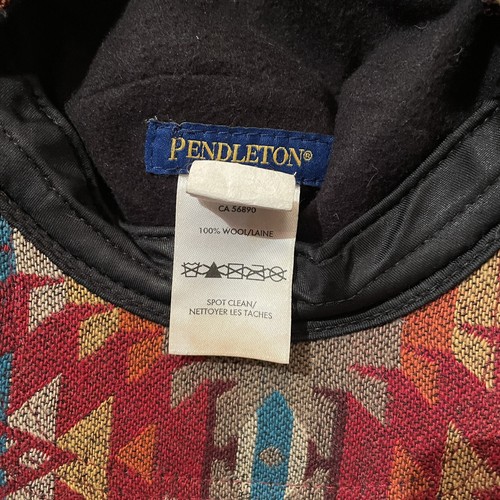 PENDLETON®
CA 56890
100% WOOL/LAINE
SPOT CLEAN/
NETTOYER LES TACHES